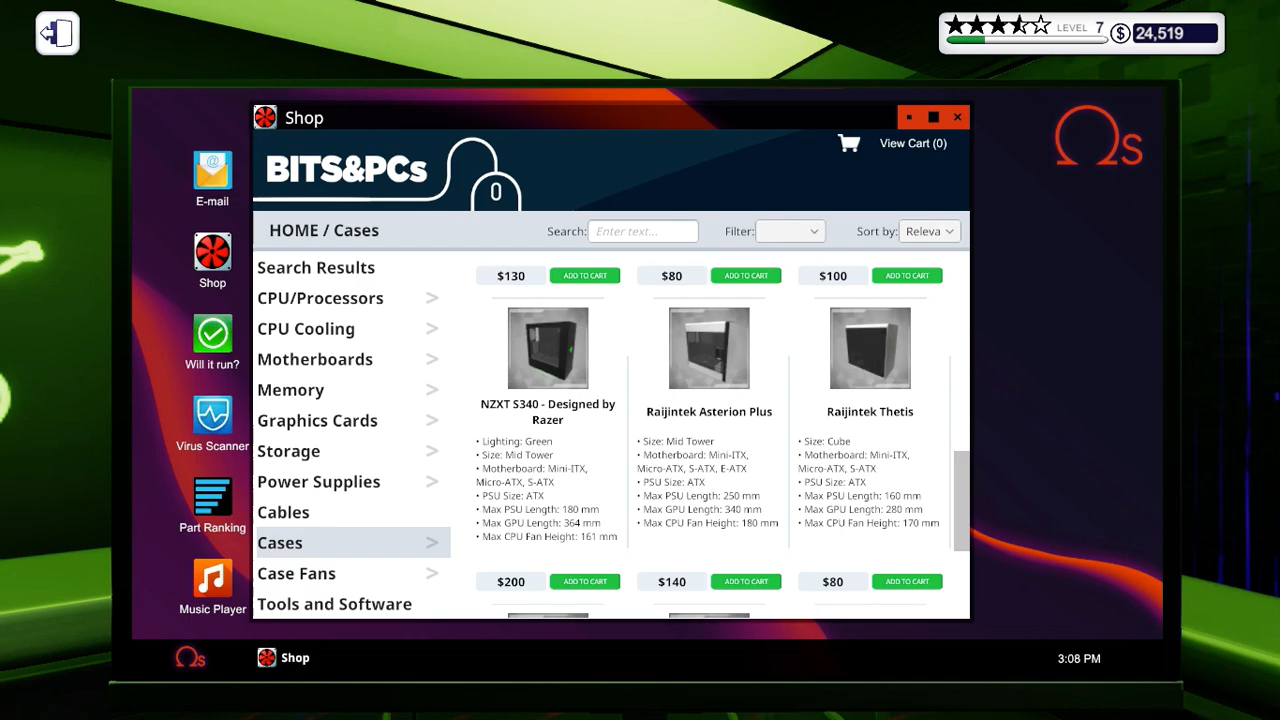 LEVEL 7
$ 24,519
Shop
BITS&PCs
View Cart (0)
HOME / Cases
Search: Enter text...
Filter:
Sort by: Releva
E-mail
Shop
Will it run?
Virus Scanner
Part Ranking
Music Player
Search Results
CPU/Processors >
CPU Cooling >
Motherboards >
Memory >
Graphics Cards >
Storage >
Power Supplies >
Cables
Cases >
Case Fans >
Tools and Software
$130 ADD TO CART
$80 ADD TO CART
$100 ADD TO CART
NZXT S340 - Designed by
Razer
• Lighting: Green
• Size: Mid Tower
• Motherboard: Mini-ITX,
Micro-ATX, S-ATX
• PSU Size: ATX
• Max PSU Length: 180 mm
• Max GPU Length: 364 mm
• Max CPU Fan Height: 161 mm
$200 ADD TO CART
Raijintek Asterion Plus
• Size: Mid Tower
• Motherboard: Mini-ITX,
Micro-ATX, S-ATX, E-ATX
• PSU Size: ATX
• Max PSU Length: 250 mm
• Max GPU Length: 340 mm
• Max CPU Fan Height: 180 mm
$140 ADD TO CART
Raijintek Thetis
• Size: Cube
• Motherboard: Mini-ITX,
Micro-ATX, S-ATX
• PSU Size: ATX
• Max PSU Length: 160 mm
• Max GPU Length: 280 mm
• Max CPU Fan Height: 170 mm
$80 ADD TO CART
Ωs
Ωs
Shop
3:08 PM